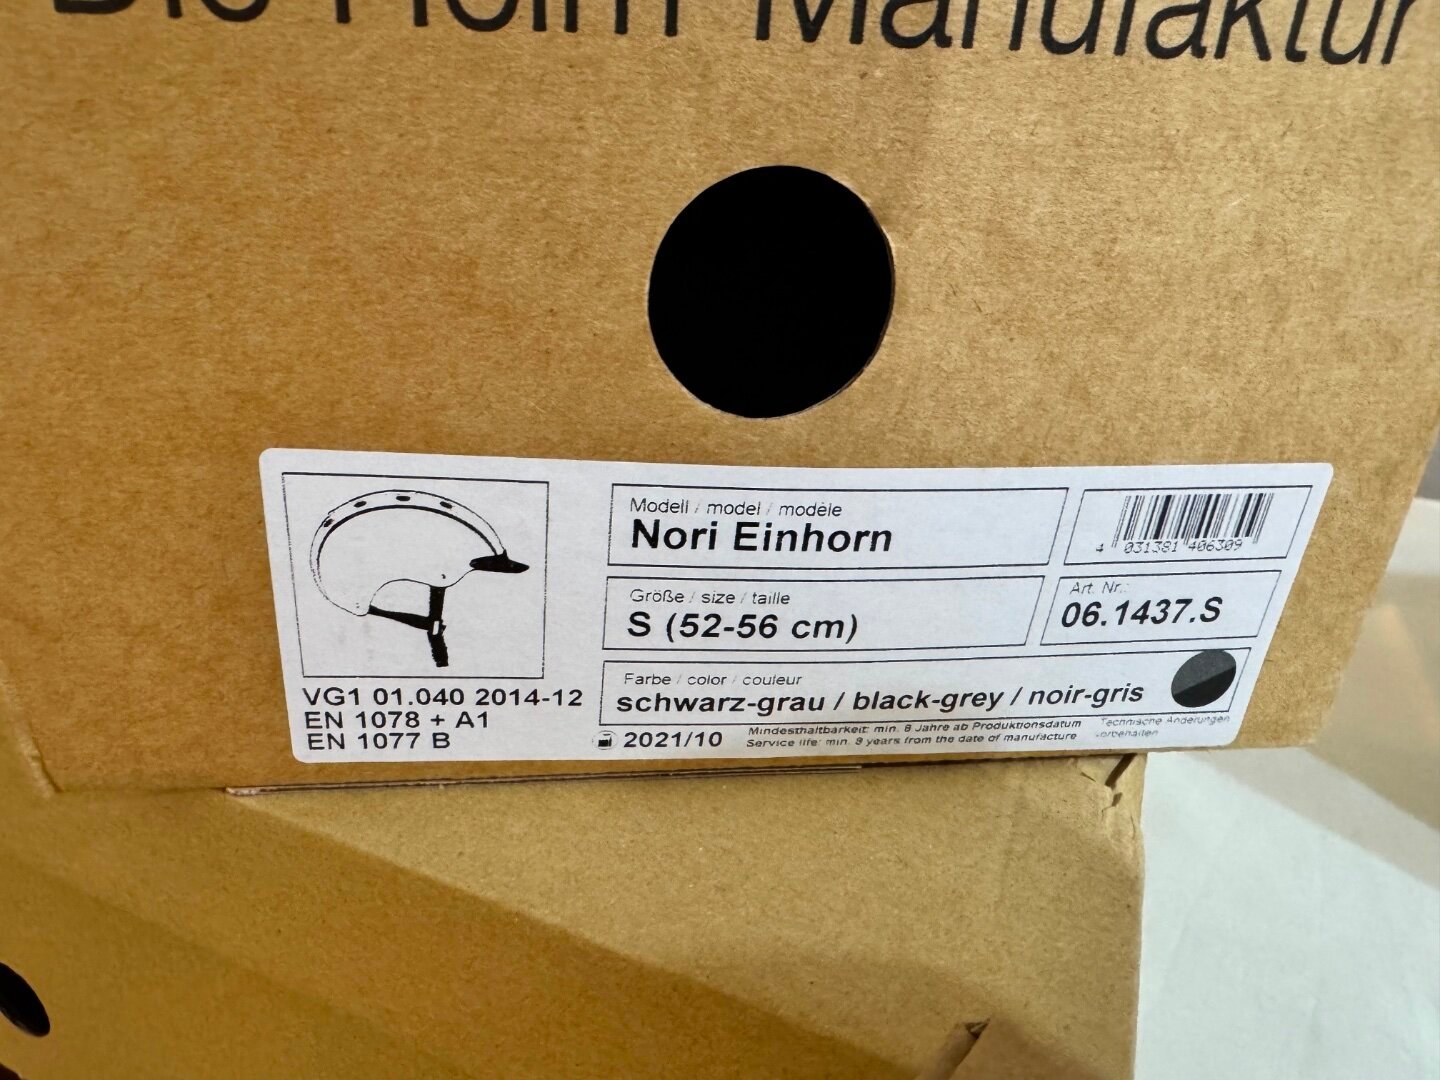 Die Helm Manufaktur
Modell / model / modèle
Nori Einhorn
4 031381 406309
Größe / size / taille
S (52-56 cm)
Art. Nr.:
06.1437.S
Farbe / color / couleur
schwarz-grau / black-grey / noir-gris
VG1 01.040 2014-12
EN 1078 + A1
EN 1077 B
2021/10
Mindesthaltbarkeit: min. 8 Jahre ab Produktionsdatum
Service life: min. 8 years from the date of manufacture
Technische Änderungen
vorbehalten